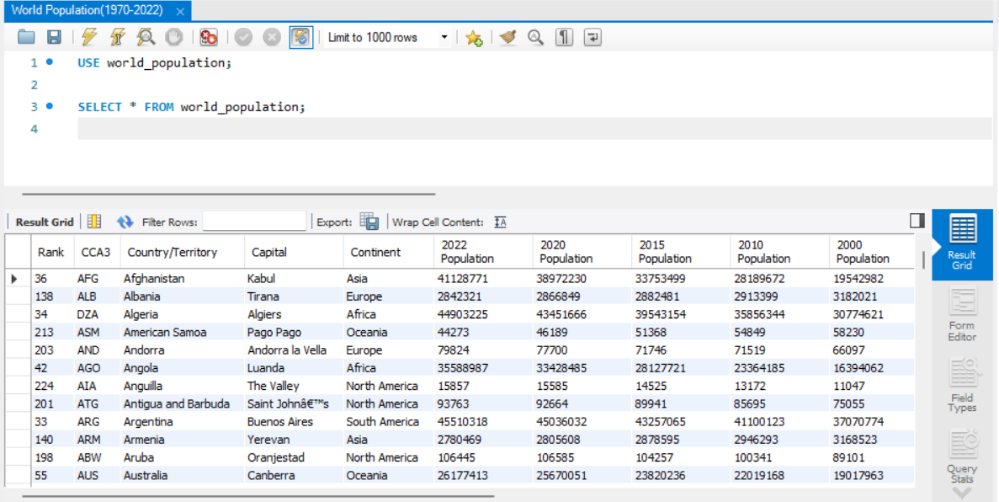 World Population(1970-2022) ×
Limit to 1000 rows
1 USE world_population;
2
3 SELECT * FROM world_population;
4
Result Grid Filter Rows: Export: Wrap Cell Content: IA
Rank CCA3 Country/Territory Capital Continent 2022 Population 2020 Population 2015 Population 2010 Population 2000 Population
36 AFG Afghanistan Kabul Asia 41128771 38972230 33753499 28189672 19542982
138 ALB Albania Tirana Europe 2842321 2866849 2882481 2913399 3182021
34 DZA Algeria Algiers Africa 44903225 43451666 39543154 35856344 30774621
213 ASM American Samoa Pago Pago Oceania 44273 46189 51368 54849 58230
203 AND Andorra Andorra la Vella Europe 79824 77700 71746 71519 66097
42 AGO Angola Luanda Africa 35588987 33428485 28127721 23364185 16394062
224 AIA Anguilla The Valley North America 15857 15585 14525 13172 11047
201 ATG Antigua and Barbuda Saint Johnâ€™s North America 93763 92664 89941 85695 75055
33 ARG Argentina Buenos Aires South America 45510318 45036032 43257065 41100123 37070774
140 ARM Armenia Yerevan Asia 2780469 2805608 2878595 2946293 3168523
198 ABW Aruba Oranjestad North America 106445 106585 104257 100341 89101
55 AUS Australia Canberra Oceania 26177413 25670051 23820236 22019168 19017963
Result
Grid
Form
Editor
Field
Types
Query
Stats